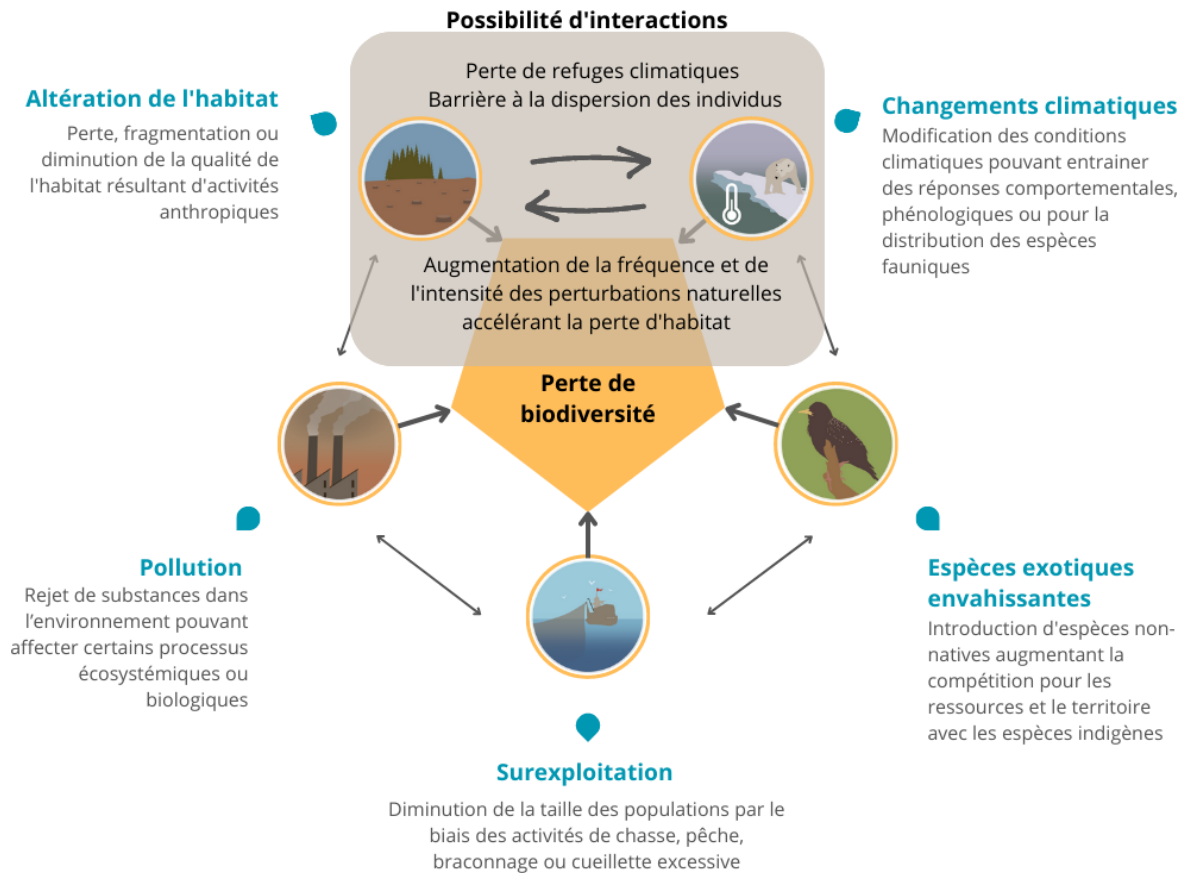 Possibilité d'interactions
Perte de refuges climatiques
Barrière à la dispersion des individus
Altération de l'habitat
Perte, fragmentation ou
diminution de la qualité de
l'habitat résultant d'activités
anthropiques
Changements climatiques
Modification des conditions
climatiques pouvant entrainer
des réponses comportementales,
phénologiques ou pour la
distribution des espèces
fauniques
Augmentation de la fréquence et de
l'intensité des perturbations naturelles
accélérant la perte d'habitat
Perte de
biodiversité
Pollution
Rejet de substances dans
l’environnement pouvant
affecter certains processus
écosystémiques ou
biologiques
Espèces exotiques
envahissantes
Introduction d'espèces non-
natives augmentant la
compétition pour les
ressources et le territoire
avec les espèces indigènes
Surexploitation
Diminution de la taille des populations par le
biais des activités de chasse, pêche,
braconnage ou cueillette excessive